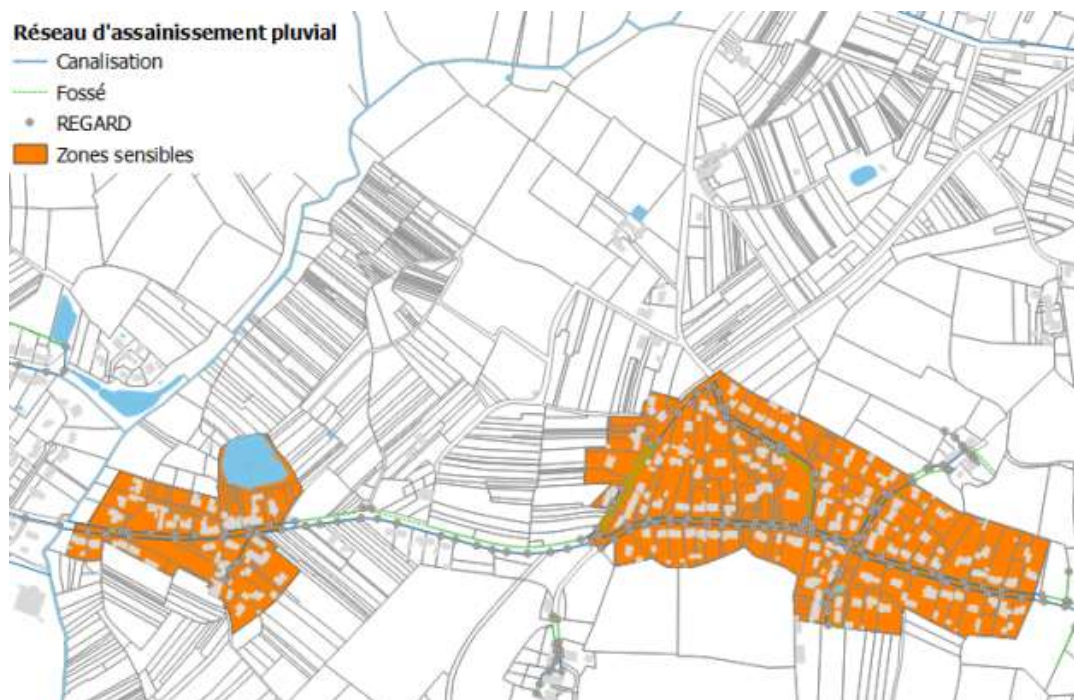 Réseau d'assainissement pluvial
Canalisation
Fossé
REGARD
Zones sensibles